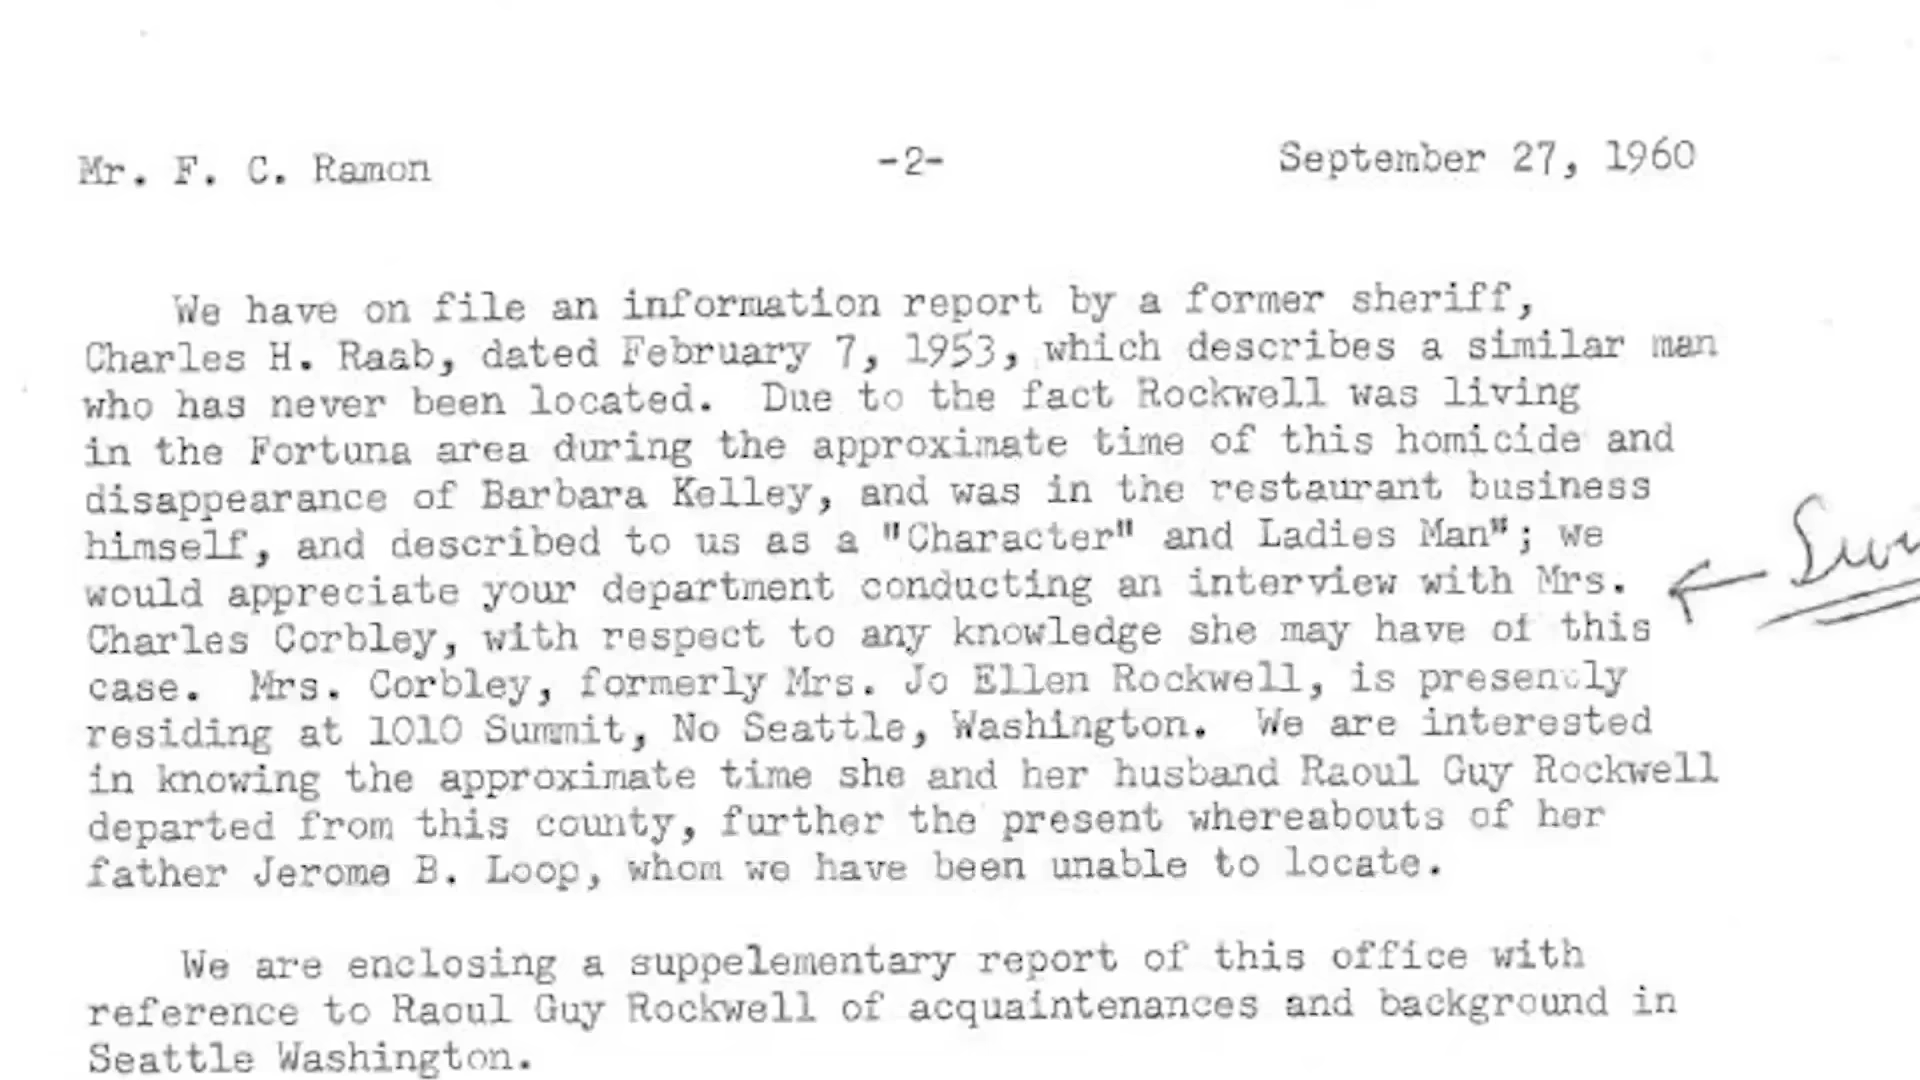 Mr. F. C. Ramon -2- September 27, 1960
We have on file an information report by a former sheriff,
Charles H. Raab, dated February 7, 1953, which describes a similar man
who has never been located. Due to the fact Rockwell was living
in the Fortuna area during the approximate time of this homicide and
disappearance of Barbara Kelley, and was in the restaurant business
himself, and described to us as a "Character" and Ladies Man"; we
would appreciate your department conducting an interview with Mrs.
Charles Corbley, with respect to any knowledge she may have of this
case. Mrs. Corbley, formerly Mrs. Jo Ellen Rockwell, is presently
residing at 1010 Summit, No Seattle, Washington. We are interested
in knowing the approximate time she and her husband Raoul Guy Rockwell
departed from this county, further the present whereabouts of her
father Jerome B. Loop, whom we have been unable to locate.
We are enclosing a suppelementary report of this office with
reference to Raoul Guy Rockwell of acquaintenances and background in
Seattle Washington.